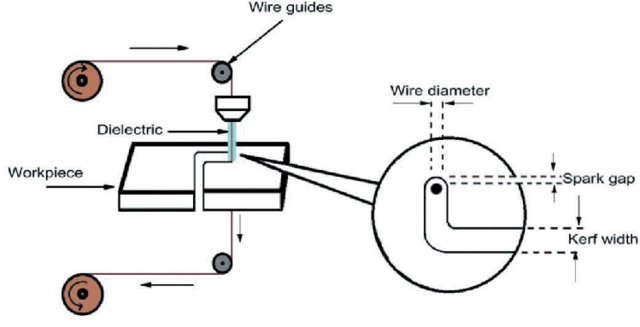 Wire guides
Wire diameter
Dielectric
Workpiece
Spark gap
Kerf width